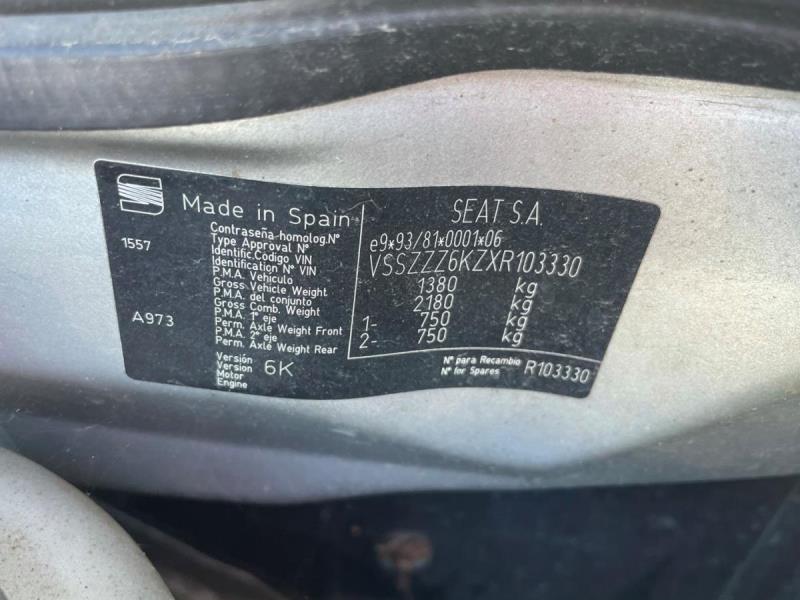 Made in Spain
SEAT S.A.
Contraseña-homolog.Nº
Type Approval Nº
e9*93/81*0001*06
1557
Identific.Codigo VIN
Identification Nº VIN
VSSZZZ6KZXR103330
P.M.A. Vehiculo
Gross Vehicle Weight
1380 kg
P.M.A. del conjunto
Gross Comb. Weight
2180 kg
A973
P.M.A. 1º eje
Perm. Axle Weight Front
1- 750 kg
P.M.A. 2º eje
Perm. Axle Weight Rear
2- 750 kg
Versión
Version
6K
Motor
Engine
Nº para Recambio
Nº for Spares
R103330